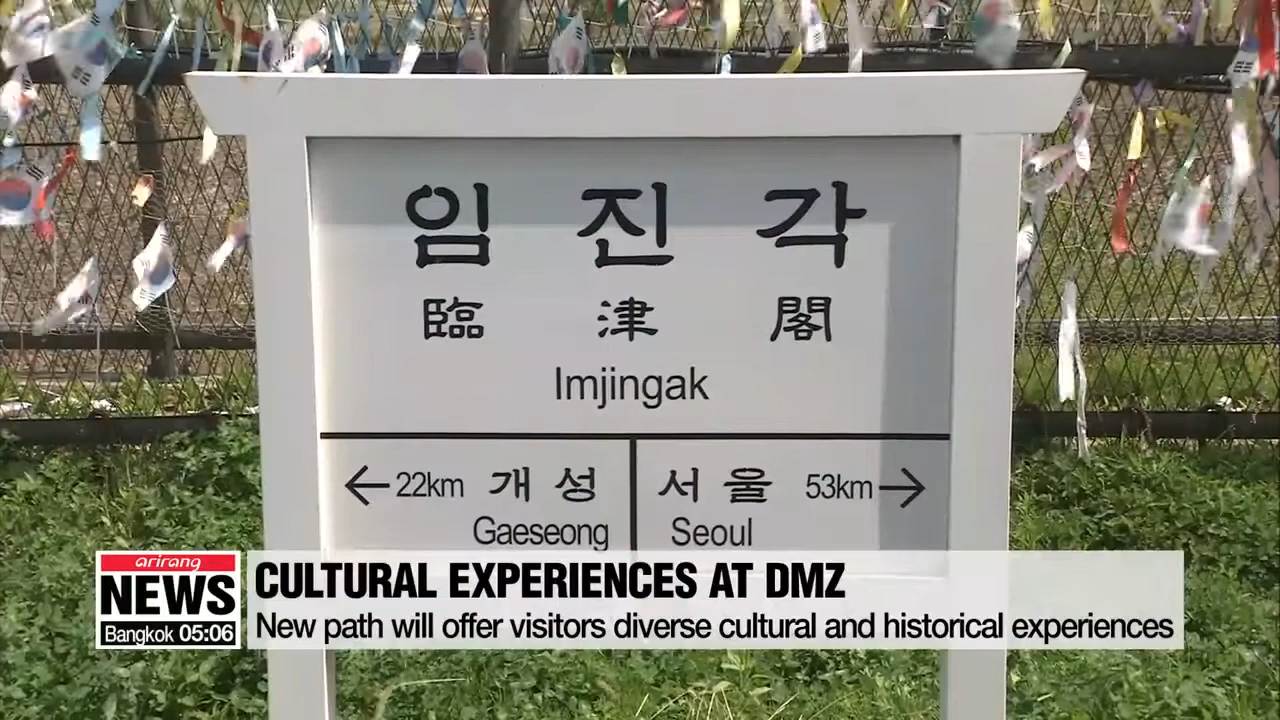 임 진 각
臨 津 閣
Imjingak
← 22km 개 성
Gaeseong
서 울 53km →
Seoul
arirang
NEWS
Bangkok 05:06
CULTURAL EXPERIENCES AT DMZ
New path will offer visitors diverse cultural and historical experiences